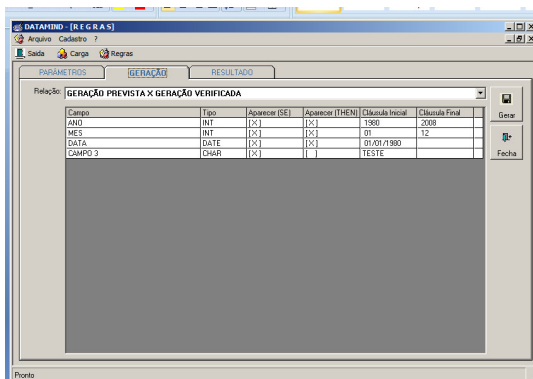 DATAMIND - [R E G R A S]
Arquivo Cadastro ?
Saida Carga Regras
PARÂMETROS GERAÇÃO RESULTADO
Relação: GERAÇÃO PREVISTA X GERAÇÃO VERIFICADA
Campo Tipo Aparecer (SE) Aparecer (THEN) Cláusula Inicial Cláusula Final
ANO INT [X] [X] 1980 2008
MES INT [X] [X] 01 12
DATA DATE [X] [X] 01/01/1980
CAMPO 3 CHAR [X] [ ] TESTE
Gerar
Fecha
Pronto